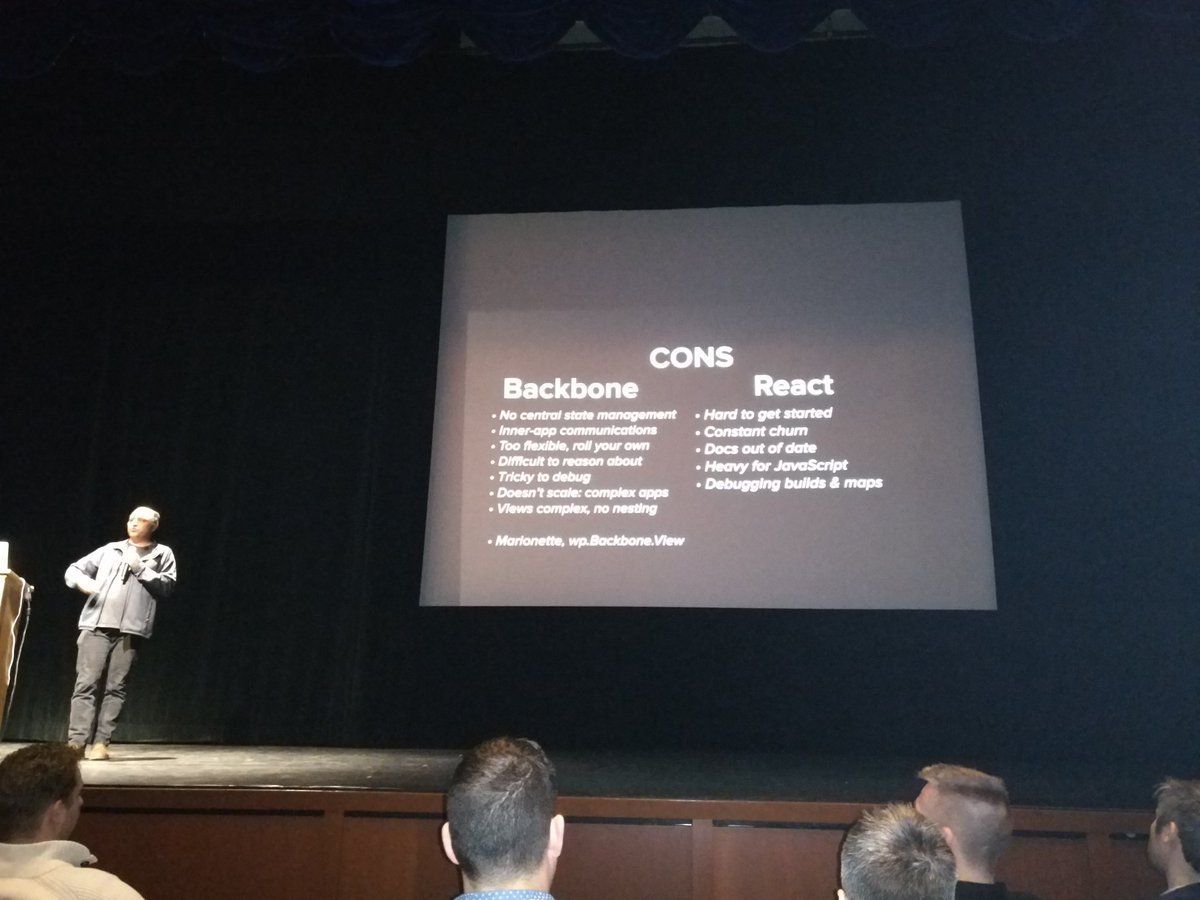 CONS
Backbone
• No central state management
• Inner-app communications
• Too flexible, roll your own
• Difficult to reason about
• Tricky to debug
• Doesn't scale: complex apps
• Views complex, no nesting
• Marionette, wp.Backbone.View
React
• Hard to get started
• Constant churn
• Docs out of date
• Heavy for JavaScript
• Debugging builds & maps